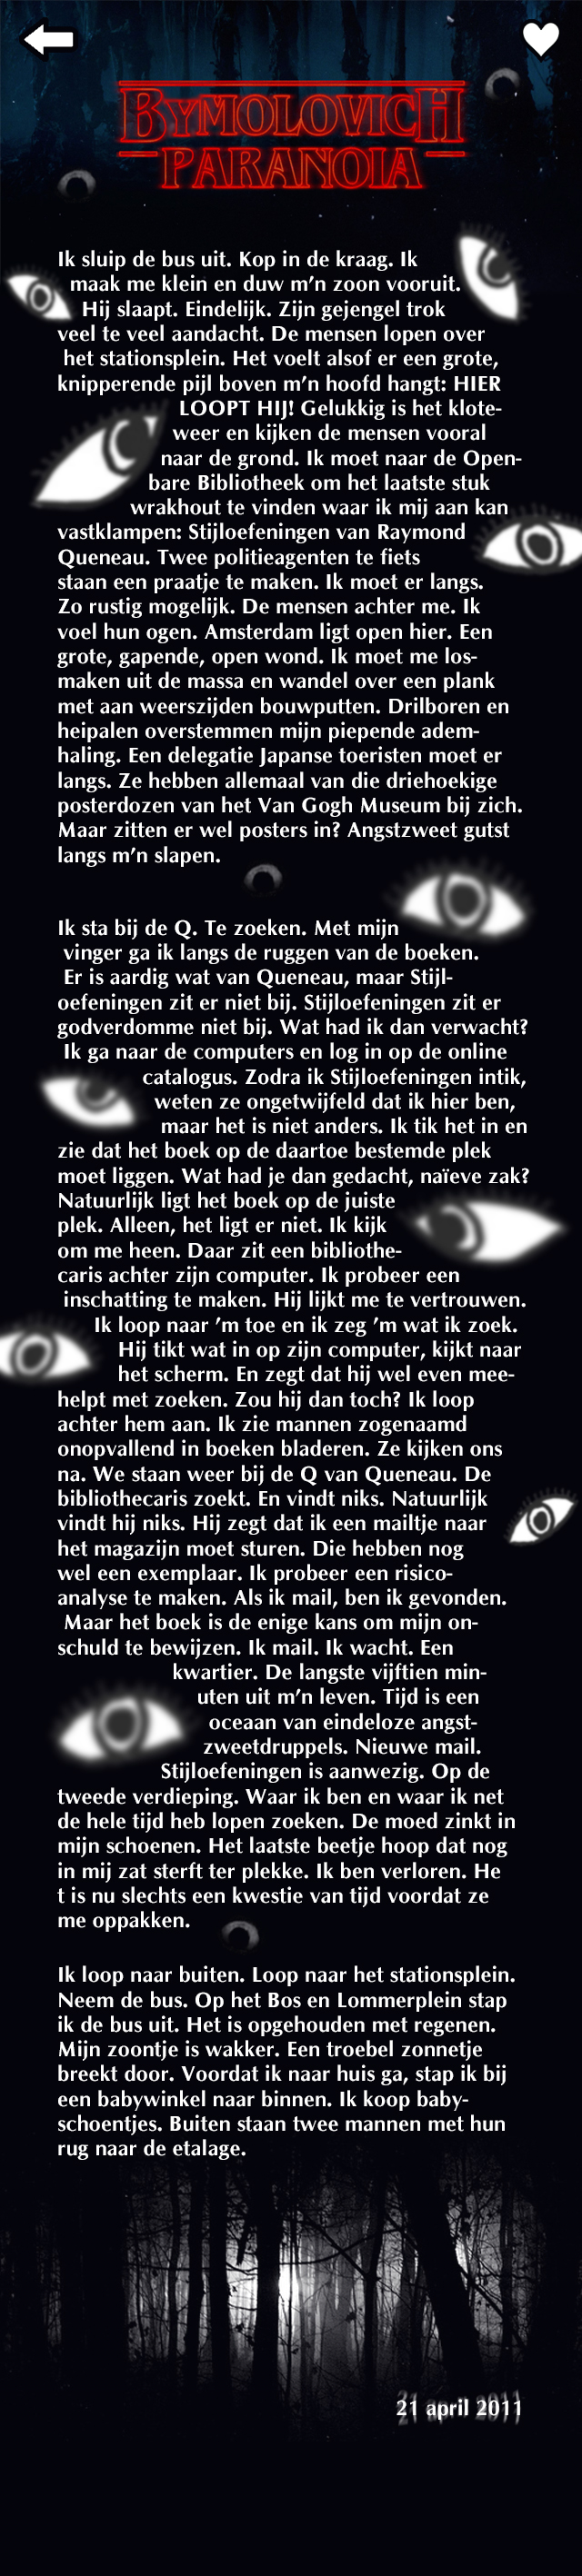 BYMOLOVICH
PARANOIA
Ik sluip de bus uit. Kop in de kraag. Ik
maak me klein en duw m’n zoon vooruit.
Hij slaapt. Eindelijk. Zijn gejengel trok
veel te veel aandacht. De mensen lopen over
het stationsplein. Het voelt alsof er een grote,
knipperende pijl boven m’n hoofd hangt: HIER
LOOPT HIJ! Gelukkig is het klote-
weer en kijken de mensen vooral
naar de grond. Ik moet naar de Open-
bare Bibliotheek om het laatste stuk
wrakhout te vinden waar ik mij aan kan
vastklampen: Stijloefeningen van Raymond
Queneau. Twee politieagenten te fiets
staan een praatje te maken. Ik moet er langs.
Zo rustig mogelijk. De mensen achter me. Ik
voel hun ogen. Amsterdam ligt open hier. Een
grote, gapende, open wond. Ik moet me los-
maken uit de massa en wandel over een plank
met aan weerszijden bouwputten. Drilboren en
heipalen overstemmen mijn piepende adem-
haling. Een delegatie Japanse toeristen moet er
langs. Ze hebben allemaal van die driehoekige
posterdozen van het Van Gogh Museum bij zich.
Maar zitten er wel posters in? Angstzweet gutst
langs m’n slapen.
Ik sta bij de Q. Te zoeken. Met mijn
vinger ga ik langs de ruggen van de boeken.
Er is aardig wat van Queneau, maar Stijl-
oefeningen zit er niet bij. Stijloefeningen zit er
godverdomme niet bij. Wat had ik dan verwacht?
Ik ga naar de computers en log in op de online
catalogus. Zodra ik Stijloefeningen intik,
weten ze ongetwijfeld dat ik hier ben,
maar het is niet anders. Ik tik het in en
zie dat het boek op de daartoe bestemde plek
moet liggen. Wat had je dan gedacht, naïeve zak?
Natuurlijk ligt het boek op de juiste
plek. Alleen, het ligt er niet. Ik kijk
om me heen. Daar zit een bibliothe-
caris achter zijn computer. Ik probeer een
inschatting te maken. Hij lijkt me te vertrouwen.
Ik loop naar ’m toe en ik zeg ’m wat ik zoek.
Hij tikt wat in op zijn computer, kijkt naar
het scherm. En zegt dat hij wel even mee-
helpt met zoeken. Zou hij dan toch? Ik loop
achter hem aan. Ik zie mannen zogenaamd
onopvallend in boeken bladeren. Ze kijken ons
na. We staan weer bij de Q van Queneau. De
bibliothecaris zoekt. En vindt niks. Natuurlijk
vindt hij niks. Hij zegt dat ik een mailtje naar
het magazijn moet sturen. Die hebben nog
wel een exemplaar. Ik probeer een risico-
analyse te maken. Als ik mail, ben ik gevonden.
Maar het boek is de enige kans om mijn on-
schuld te bewijzen. Ik mail. Ik wacht. Een
kwartier. De langste vijftien min-
uten uit m’n leven. Tijd is een
oceaan van eindeloze angst-
zweetdruppels. Nieuwe mail.
Stijloefeningen is aanwezig. Op de
tweede verdieping. Waar ik ben en waar ik net
de hele tijd heb lopen zoeken. De moed zinkt in
mijn schoenen. Het laatste beetje hoop dat nog
in mij zat sterft ter plekke. Ik ben verloren. He
t is nu slechts een kwestie van tijd voordat ze
me oppakken.
Ik loop naar buiten. Loop naar het stationsplein.
Neem de bus. Op het Bos en Lommerplein stap
ik de bus uit. Het is opgehouden met regenen.
Mijn zoontje is wakker. Een troebel zonnetje
breekt door. Voordat ik naar huis ga, stap ik bij
een babywinkel naar binnen. Ik koop baby-
schoentjes. Buiten staan twee mannen met hun
rug naar de etalage.
21 april 2011